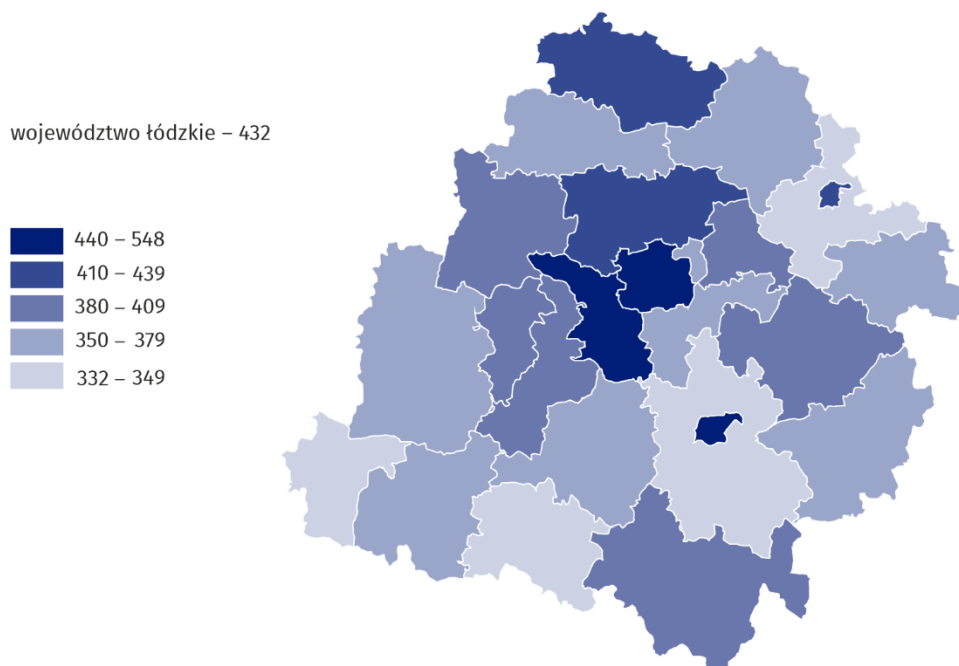 województwo łódzkie – 432
440 – 548
410 – 439
380 – 409
350 – 379
332 – 349